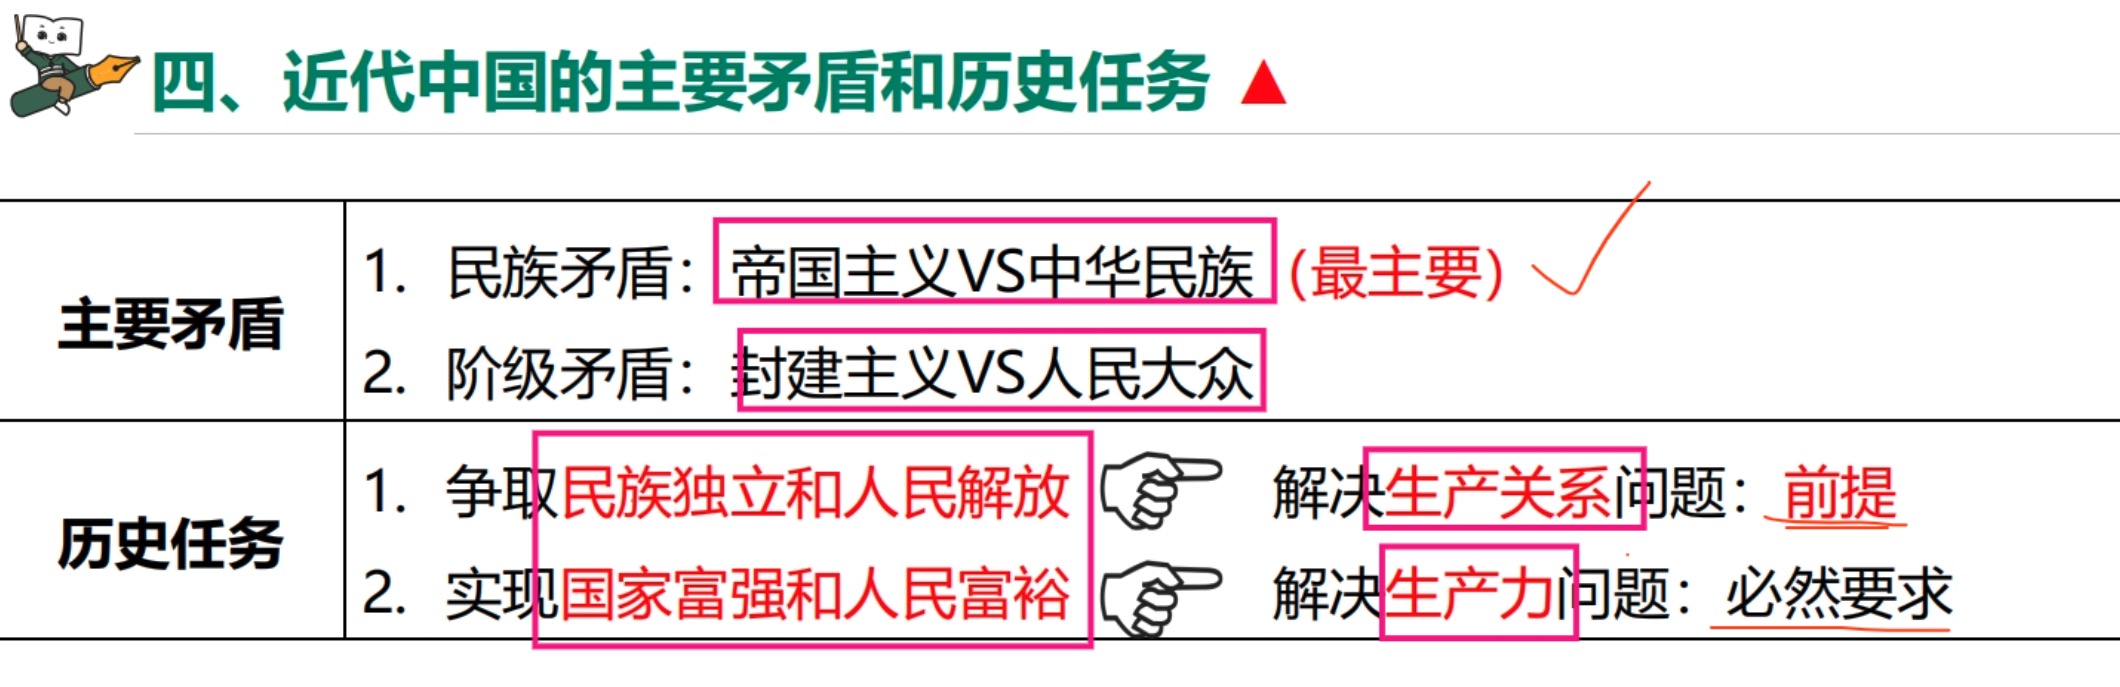 四、近代中国的主要矛盾和历史任务▲
主要矛盾
1. 民族矛盾：帝国主义VS中华民族（最主要）
2. 阶级矛盾：封建主义VS人民大众
历史任务
1. 争取民族独立和人民解放 解决生产关系问题：前提
2. 实现国家富强和人民富裕 解决生产力问题：必然要求